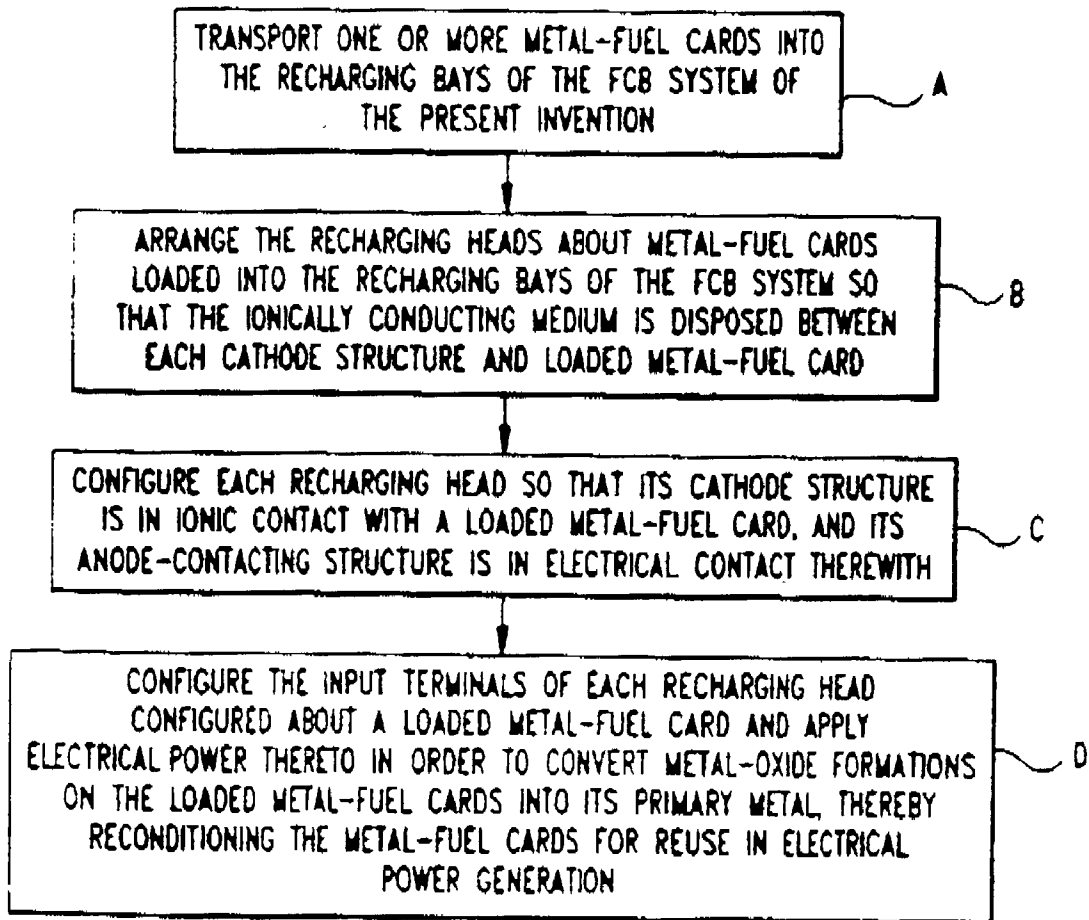 TRANSPORT ONE OR MORE METAL-FUEL CARDS INTO
THE RECHARGING BAYS OF THE FCB SYSTEM OF
THE PRESENT INVENTION
A
ARRANGE THE RECHARGING HEADS ABOUT METAL-FUEL CARDS
LOADED INTO THE RECHARGING BAYS OF THE FCB SYSTEM SO
THAT THE IONICALLY CONDUCTING MEDIUM IS DISPOSED BETWEEN
EACH CATHODE STRUCTURE AND LOADED METAL-FUEL CARD
B
CONFIGURE EACH RECHARGING HEAD SO THAT ITS CATHODE STRUCTURE
IS IN IONIC CONTACT WITH A LOADED METAL-FUEL CARD, AND ITS
ANODE-CONTACTING STRUCTURE IS IN ELECTRICAL CONTACT THEREWITH
C
CONFIGURE THE INPUT TERMINALS OF EACH RECHARGING HEAD
CONFIGURED ABOUT A LOADED METAL-FUEL CARD AND APPLY
ELECTRICAL POWER THERETO IN ORDER TO CONVERT METAL-OXIDE FORMATIONS
ON THE LOADED METAL-FUEL CARDS INTO ITS PRIMARY METAL, THEREBY
RECONDITIONING THE METAL-FUEL CARDS FOR REUSE IN ELECTRICAL
POWER GENERATION
D